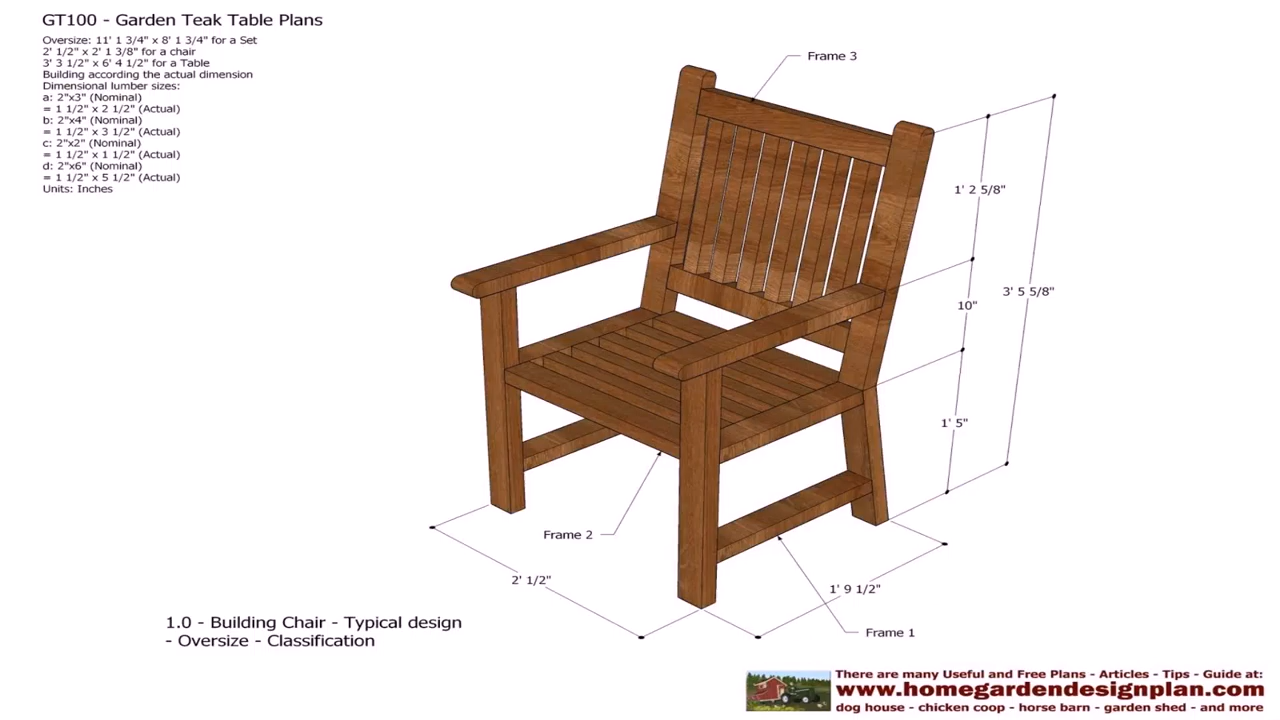 GT100 - Garden Teak Table Plans
Oversize: 11' 1 3/4" x 8' 1 3/4" for a Set
2' 1/2" x 2' 1 3/8" for a chair
3' 3 1/2" x 6' 4 1/2" for a Table
Building according the actual dimension
Dimensional lumber sizes:
a: 2"x3" (Nominal)
= 1 1/2" x 2 1/2" (Actual)
b: 2"x4" (Nominal)
= 1 1/2" x 3 1/2" (Actual)
c: 2"x2" (Nominal)
= 1 1/2" x 1 1/2" (Actual)
d: 2"x6" (Nominal)
= 1 1/2" x 5 1/2" (Actual)
Units: Inches
Frame 3
1' 2 5/8"
3' 5 5/8"
10"
1' 5"
Frame 2
2' 1/2"
1' 9 1/2"
Frame 1
1.0 - Building Chair - Typical design
- Oversize - Classification
There are many Useful and Free Plans - Articles - Tips - Guide at:
www.homegardendesignplan.com
dog house - chicken coop - horse barn - garden shed - and more